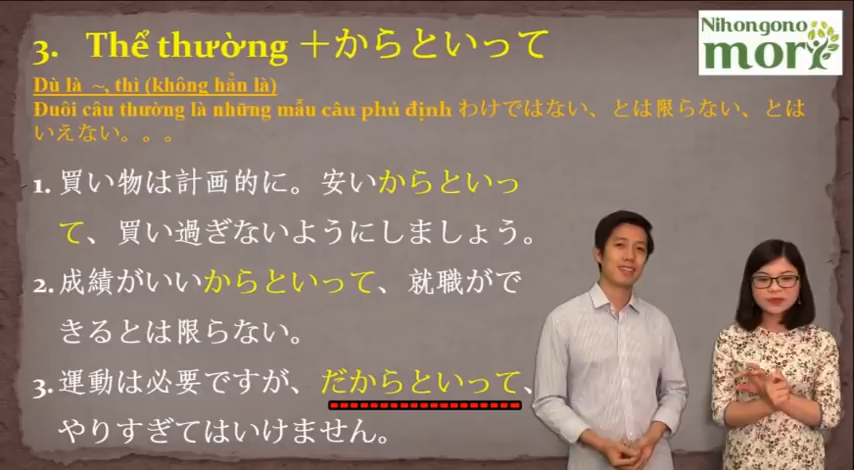 3. Thể thường ＋からといって
Nihongono
mori
Dù là ~, thì (không hẳn là)
Đuôi câu thường là những mẫu câu phủ định わけではない、とは限らない、とは
いえない。。。
1. 買い物は計画的に。安いからといっ
て、買い過ぎないようにしましょう。
2. 成績がいいからといって、就職がで
きるとは限らない。
3. 運動は必要ですが、だからといって、
やりすぎてはいけません。